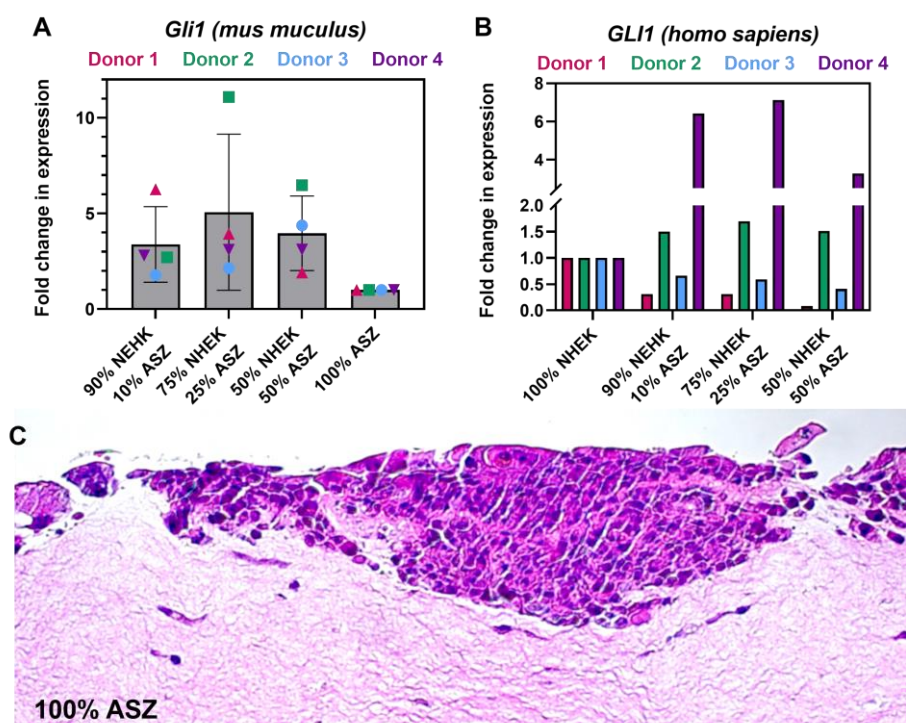 A
Gli1 (mus muculus)
Donor 1 Donor 2 Donor 3 Donor 4
Fold change in expression
10
5
0
90% NEHK
10% ASZ
75% NHEK
25% ASZ
50% NHEK
50% ASZ
100% ASZ
B
GLI1 (homo sapiens)
Donor 1 Donor 2 Donor 3 Donor 4
Fold change in expression
8
6
4
2.0
1.5
1.0
0.5
0.0
100% NHEK
90% NHEK
10% ASZ
75% NHEK
25% ASZ
50% NHEK
50% ASZ
C
100% ASZ